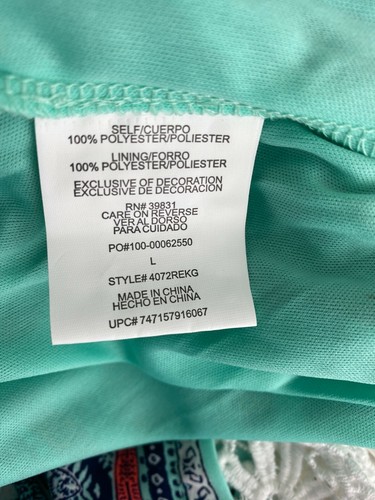 SELF/CUERPO
100% POLYESTER/POLIESTER
LINING/FORRO
100% POLYESTER/POLIESTER
EXCLUSIVE OF DECORATION
EXCLUSIVE DE DECORACION
RN# 39831
CARE ON REVERSE
VER AL DORSO
PARA CUIDADO
PO#100-00062550
L
STYLE# 4072REKG
MADE IN CHINA
HECHO EN CHINA
UPC# 747157916067